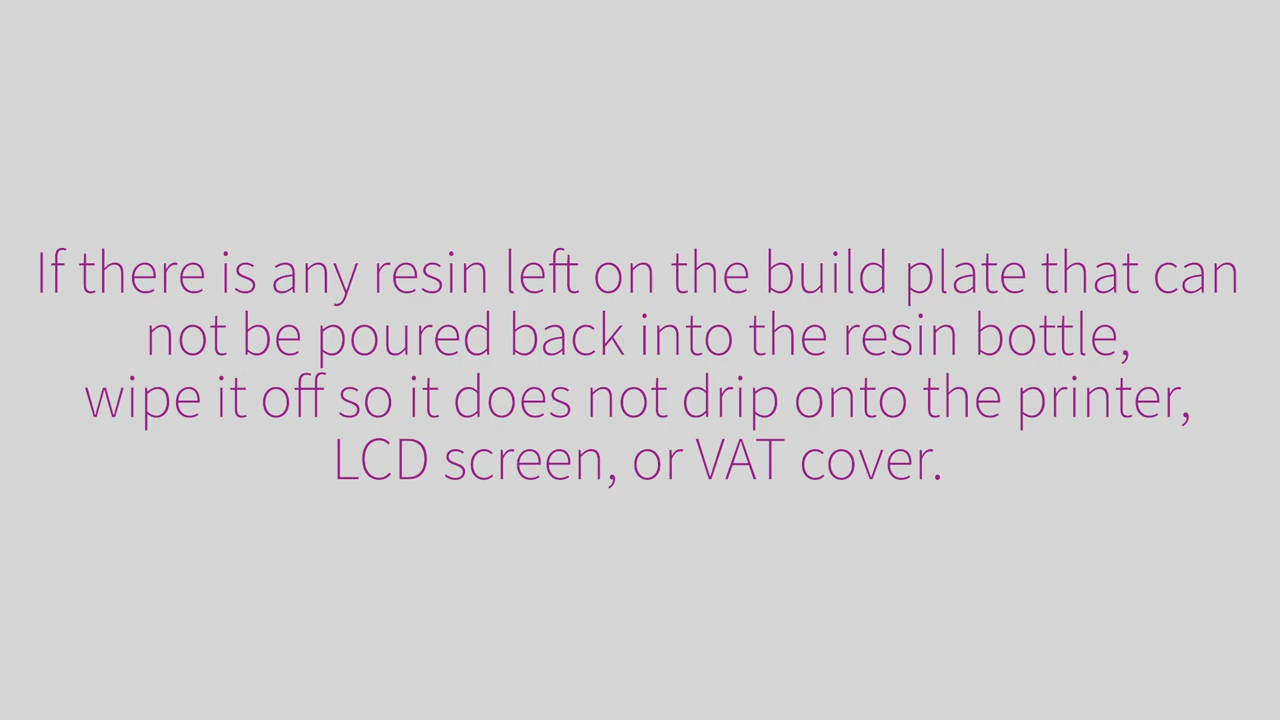 If there is any resin left on the build plate that can
not be poured back into the resin bottle,
wipe it off so it does not drip onto the printer,
LCD screen, or VAT cover.